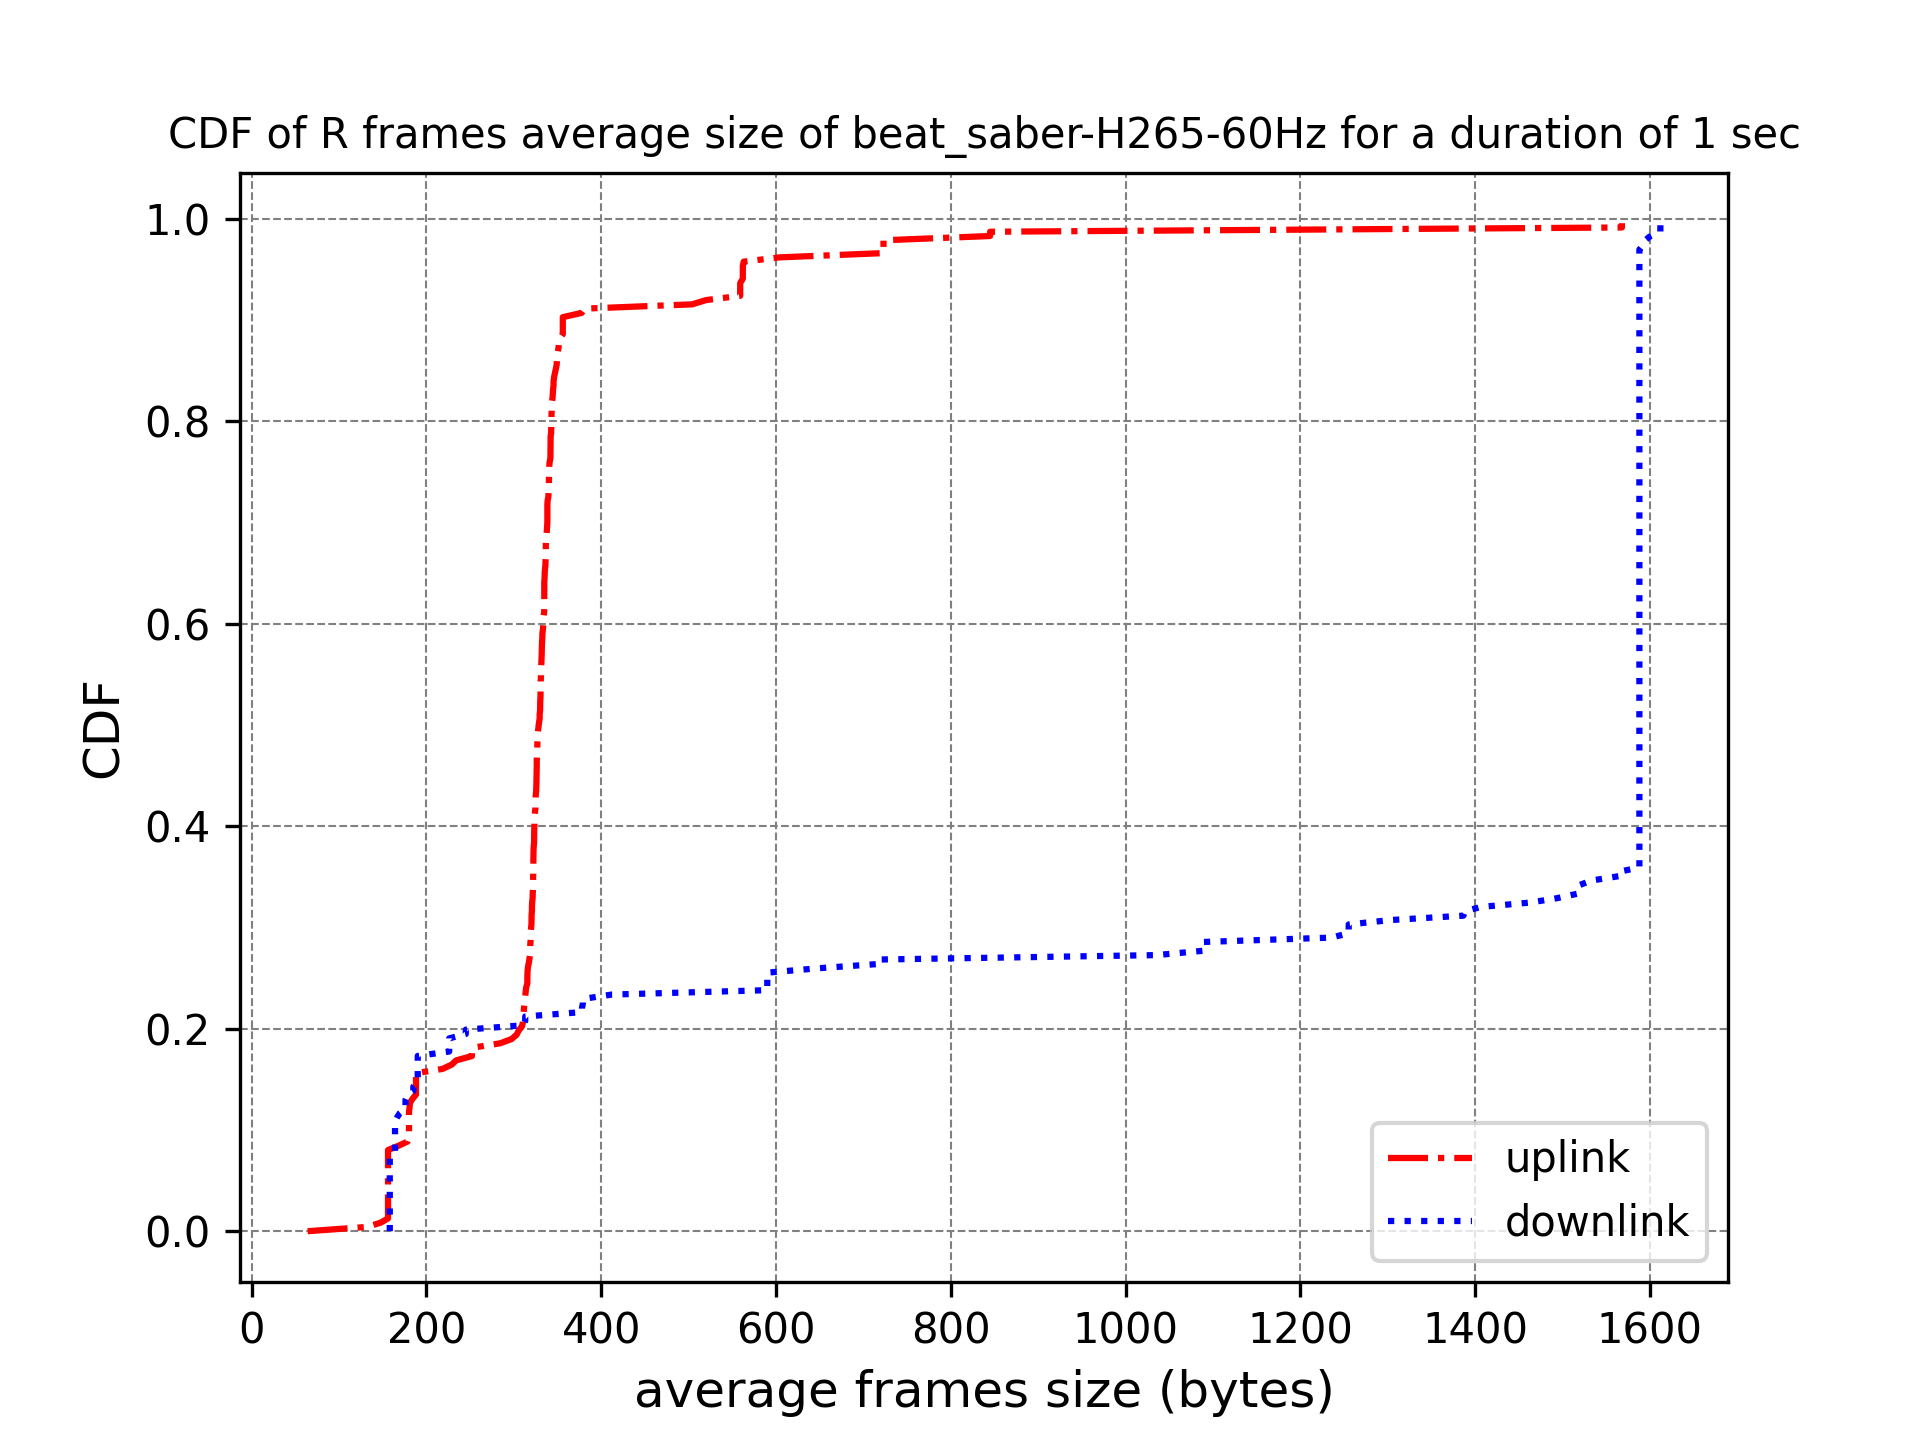 CDF of R frames average size of beat_saber-H265-60Hz for a duration of 1 sec
1.0
0.8
0.6
0.4
0.2
0.0
CDF
uplink
downlink
0 200 400 600 800 1000 1200 1400 1600
average frames size (bytes)